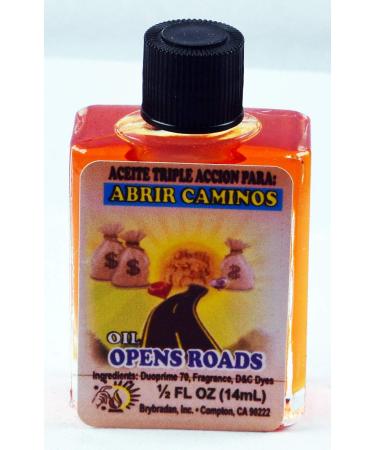 ACEITE TRIPLE ACCION PARA:
ABRIR CAMINOS
$ $ $
OIL
OPENS ROADS
Ingredients: Duoprime 70, Fragrance, D&C Dyes
½ FL OZ (14mL)
Brybradan, Inc. • Compton, CA 90222